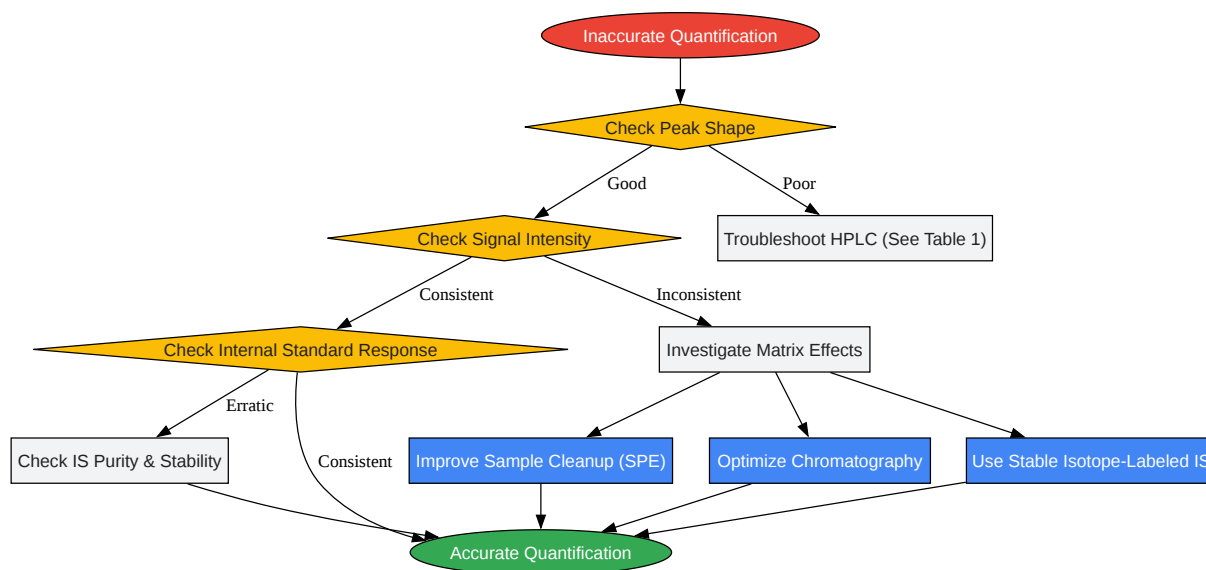 Inaccurate Quantification
Check Peak Shape
Good
Poor
Check Signal Intensity
Troubleshoot HPLC (See Table 1)
Consistent
Inconsistent
Check Internal Standard Response
Investigate Matrix Effects
Erratic
Check IS Purity & Stability
Consistent
Improve Sample Cleanup (SPE)
Optimize Chromatography
Use Stable Isotope-Labeled IS
Accurate Quantification